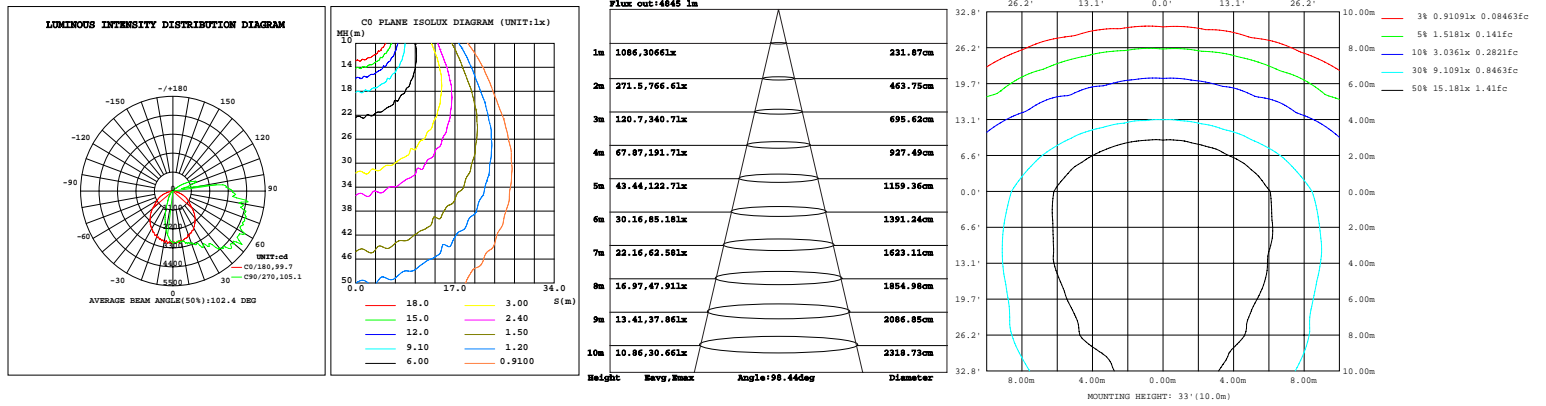 LUMINOUS INTENSITY DISTRIBUTION DIAGRAM
-/+180
-150 150
-120 120
-90 90
-60 60
-30 30
0
0
1100
2200
3300
4400
5500
UNIT:cd
C0/180,99.7
C90/270,105.1
AVERAGE BEAM ANGLE(50%):102.4 DEG
C0 PLANE ISOLUX DIAGRAM (UNIT:lx)
MH(m)
10
14
18
22
26
30
34
38
42
46
50
0.0 17.0 34.0
S(m)
18.0 3.00
15.0 2.40
12.0 1.50
9.10 1.20
6.00 0.9100
Flux out:4845 lm
1m 1086,3066lx 231.87cm
2m 271.5,766.6lx 463.75cm
3m 120.7,340.7lx 695.62cm
4m 67.87,191.7lx 927.49cm
5m 43.44,122.7lx 1159.36cm
6m 30.16,85.18lx 1391.24cm
7m 22.16,62.58lx 1623.11cm
8m 16.97,47.91lx 1854.98cm
9m 13.41,37.86lx 2086.85cm
10m 10.86,30.66lx 2318.73cm
Height Eavg,Emax Angle:98.44deg Diameter
26.2' 13.1' 0.0' 13.1' 26.2'
32.8' 10.00m
26.2' 8.00m
19.7' 6.00m
13.1' 4.00m
6.6' 2.00m
0.0' 0.00m
6.6' 2.00m
13.1' 4.00m
19.7' 6.00m
26.2' 8.00m
32.8' 10.00m
8.00m 4.00m 0.00m 4.00m 8.00m
MOUNTING HEIGHT: 33'(10.0m)
3% 0.9109lx 0.08463fc
5% 1.518lx 0.141fc
10% 3.036lx 0.2821fc
30% 9.109lx 0.8463fc
50% 15.18lx 1.41fc